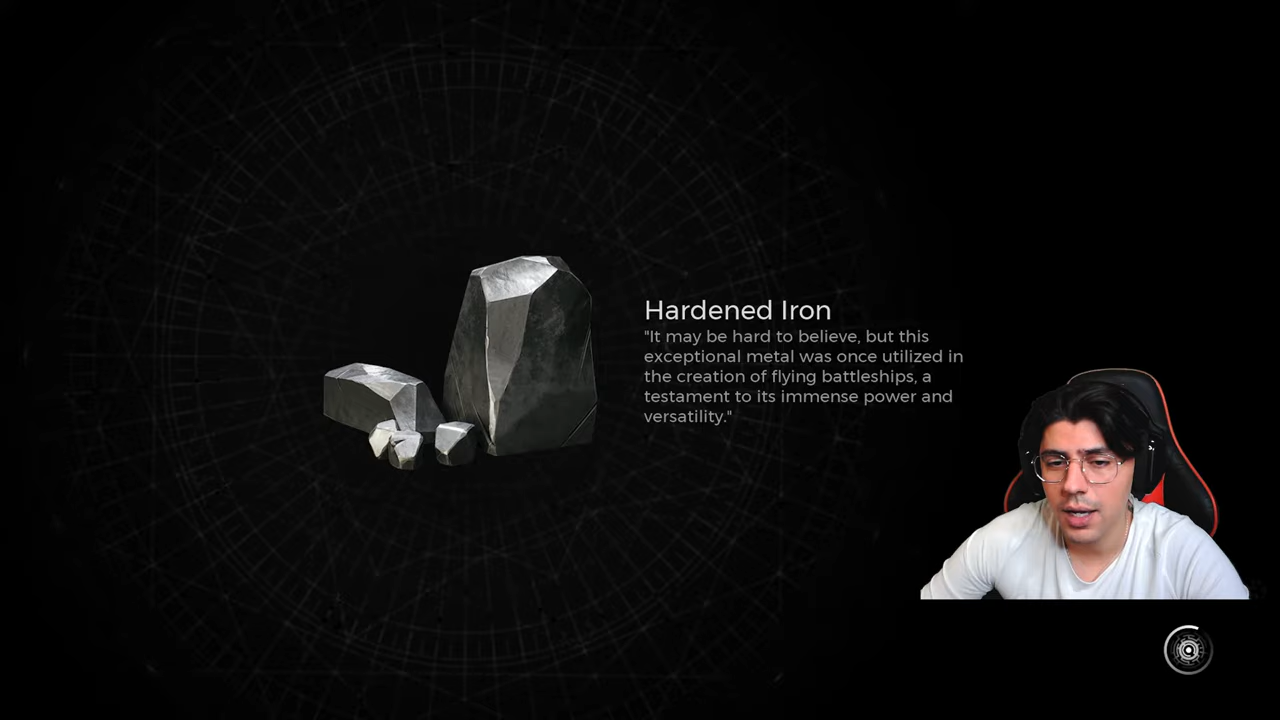 Hardened Iron
"It may be hard to believe, but this
exceptional metal was once utilized in
the creation of flying battleships, a
testament to its immense power and
versatility."